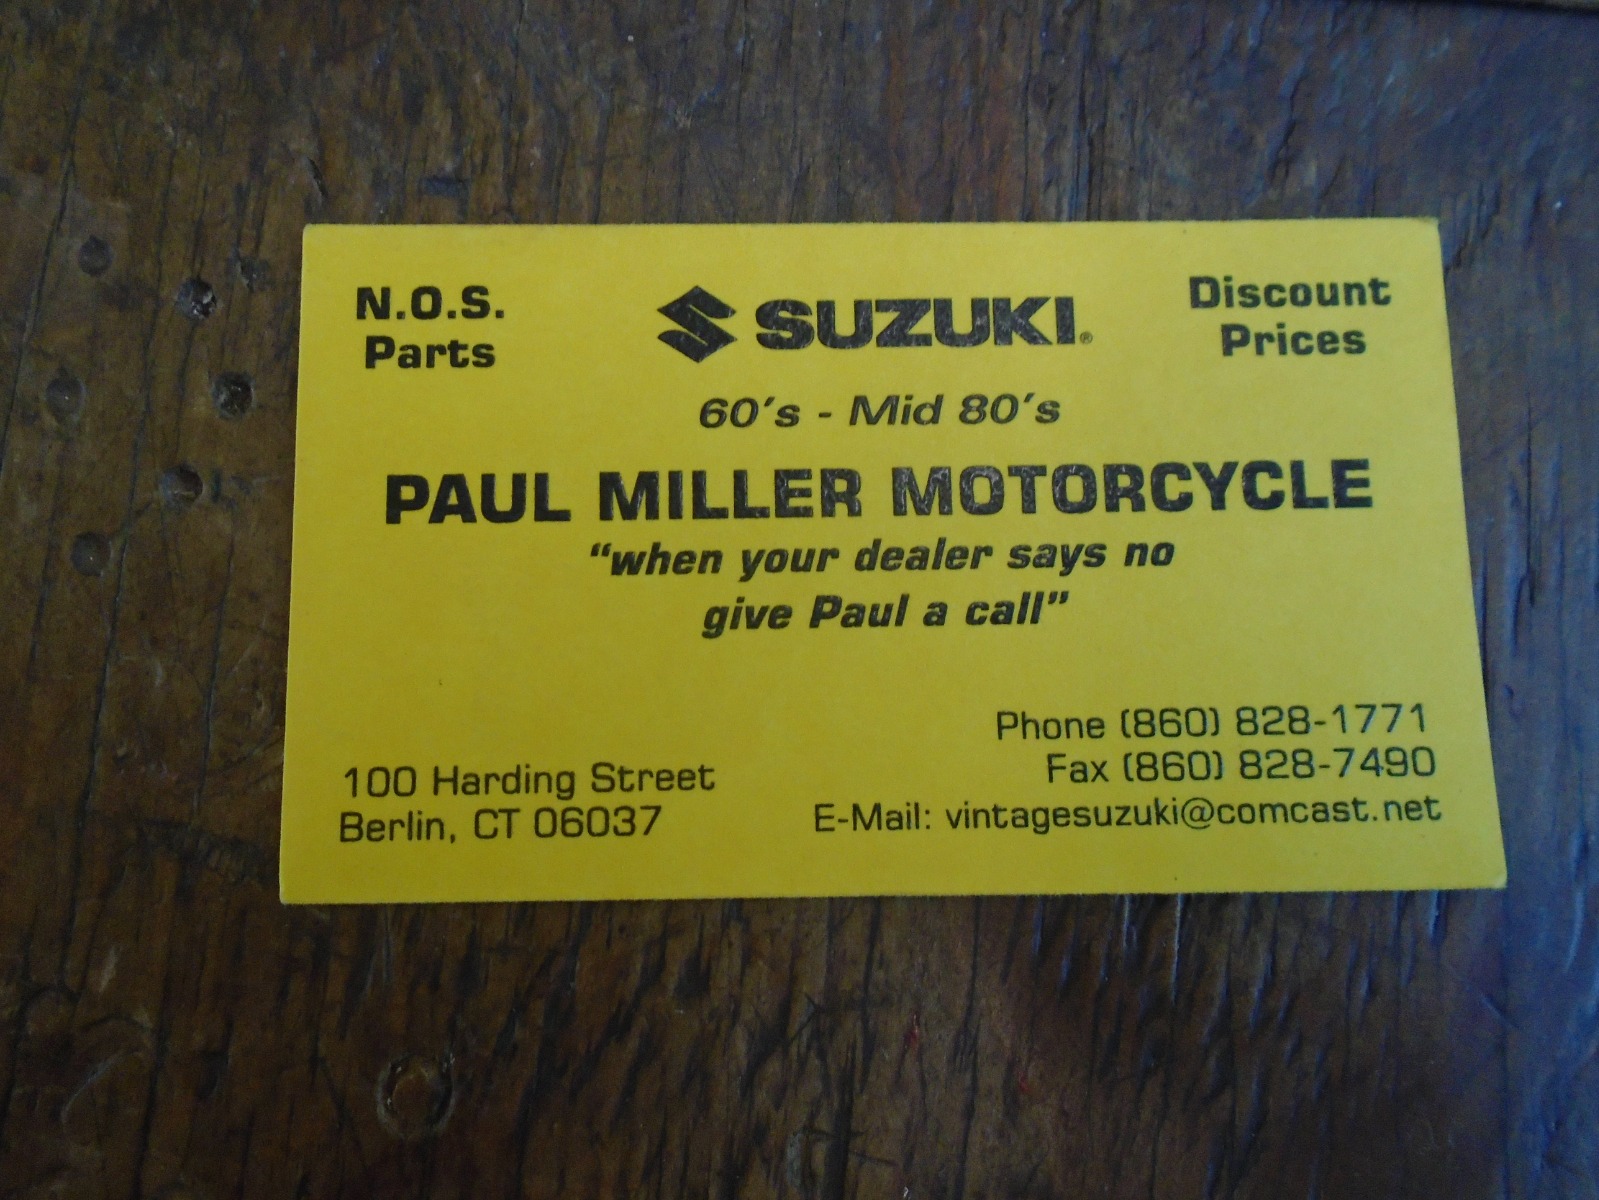 N.O.S.
Parts
SUZUKI®
Discount
Prices
60's - Mid 80's
PAUL MILLER MOTORCYCLE
“when your dealer says no
give Paul a call”
100 Harding Street
Berlin, CT 06037
Phone (860) 828-1771
Fax (860) 828-7490
E-Mail: vintagesuzuki@comcast.net